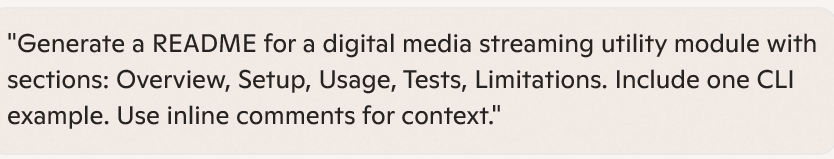 "Generate a README for a digital media streaming utility module with
sections: Overview, Setup, Usage, Tests, Limitations. Include one CLI
example. Use inline comments for context."